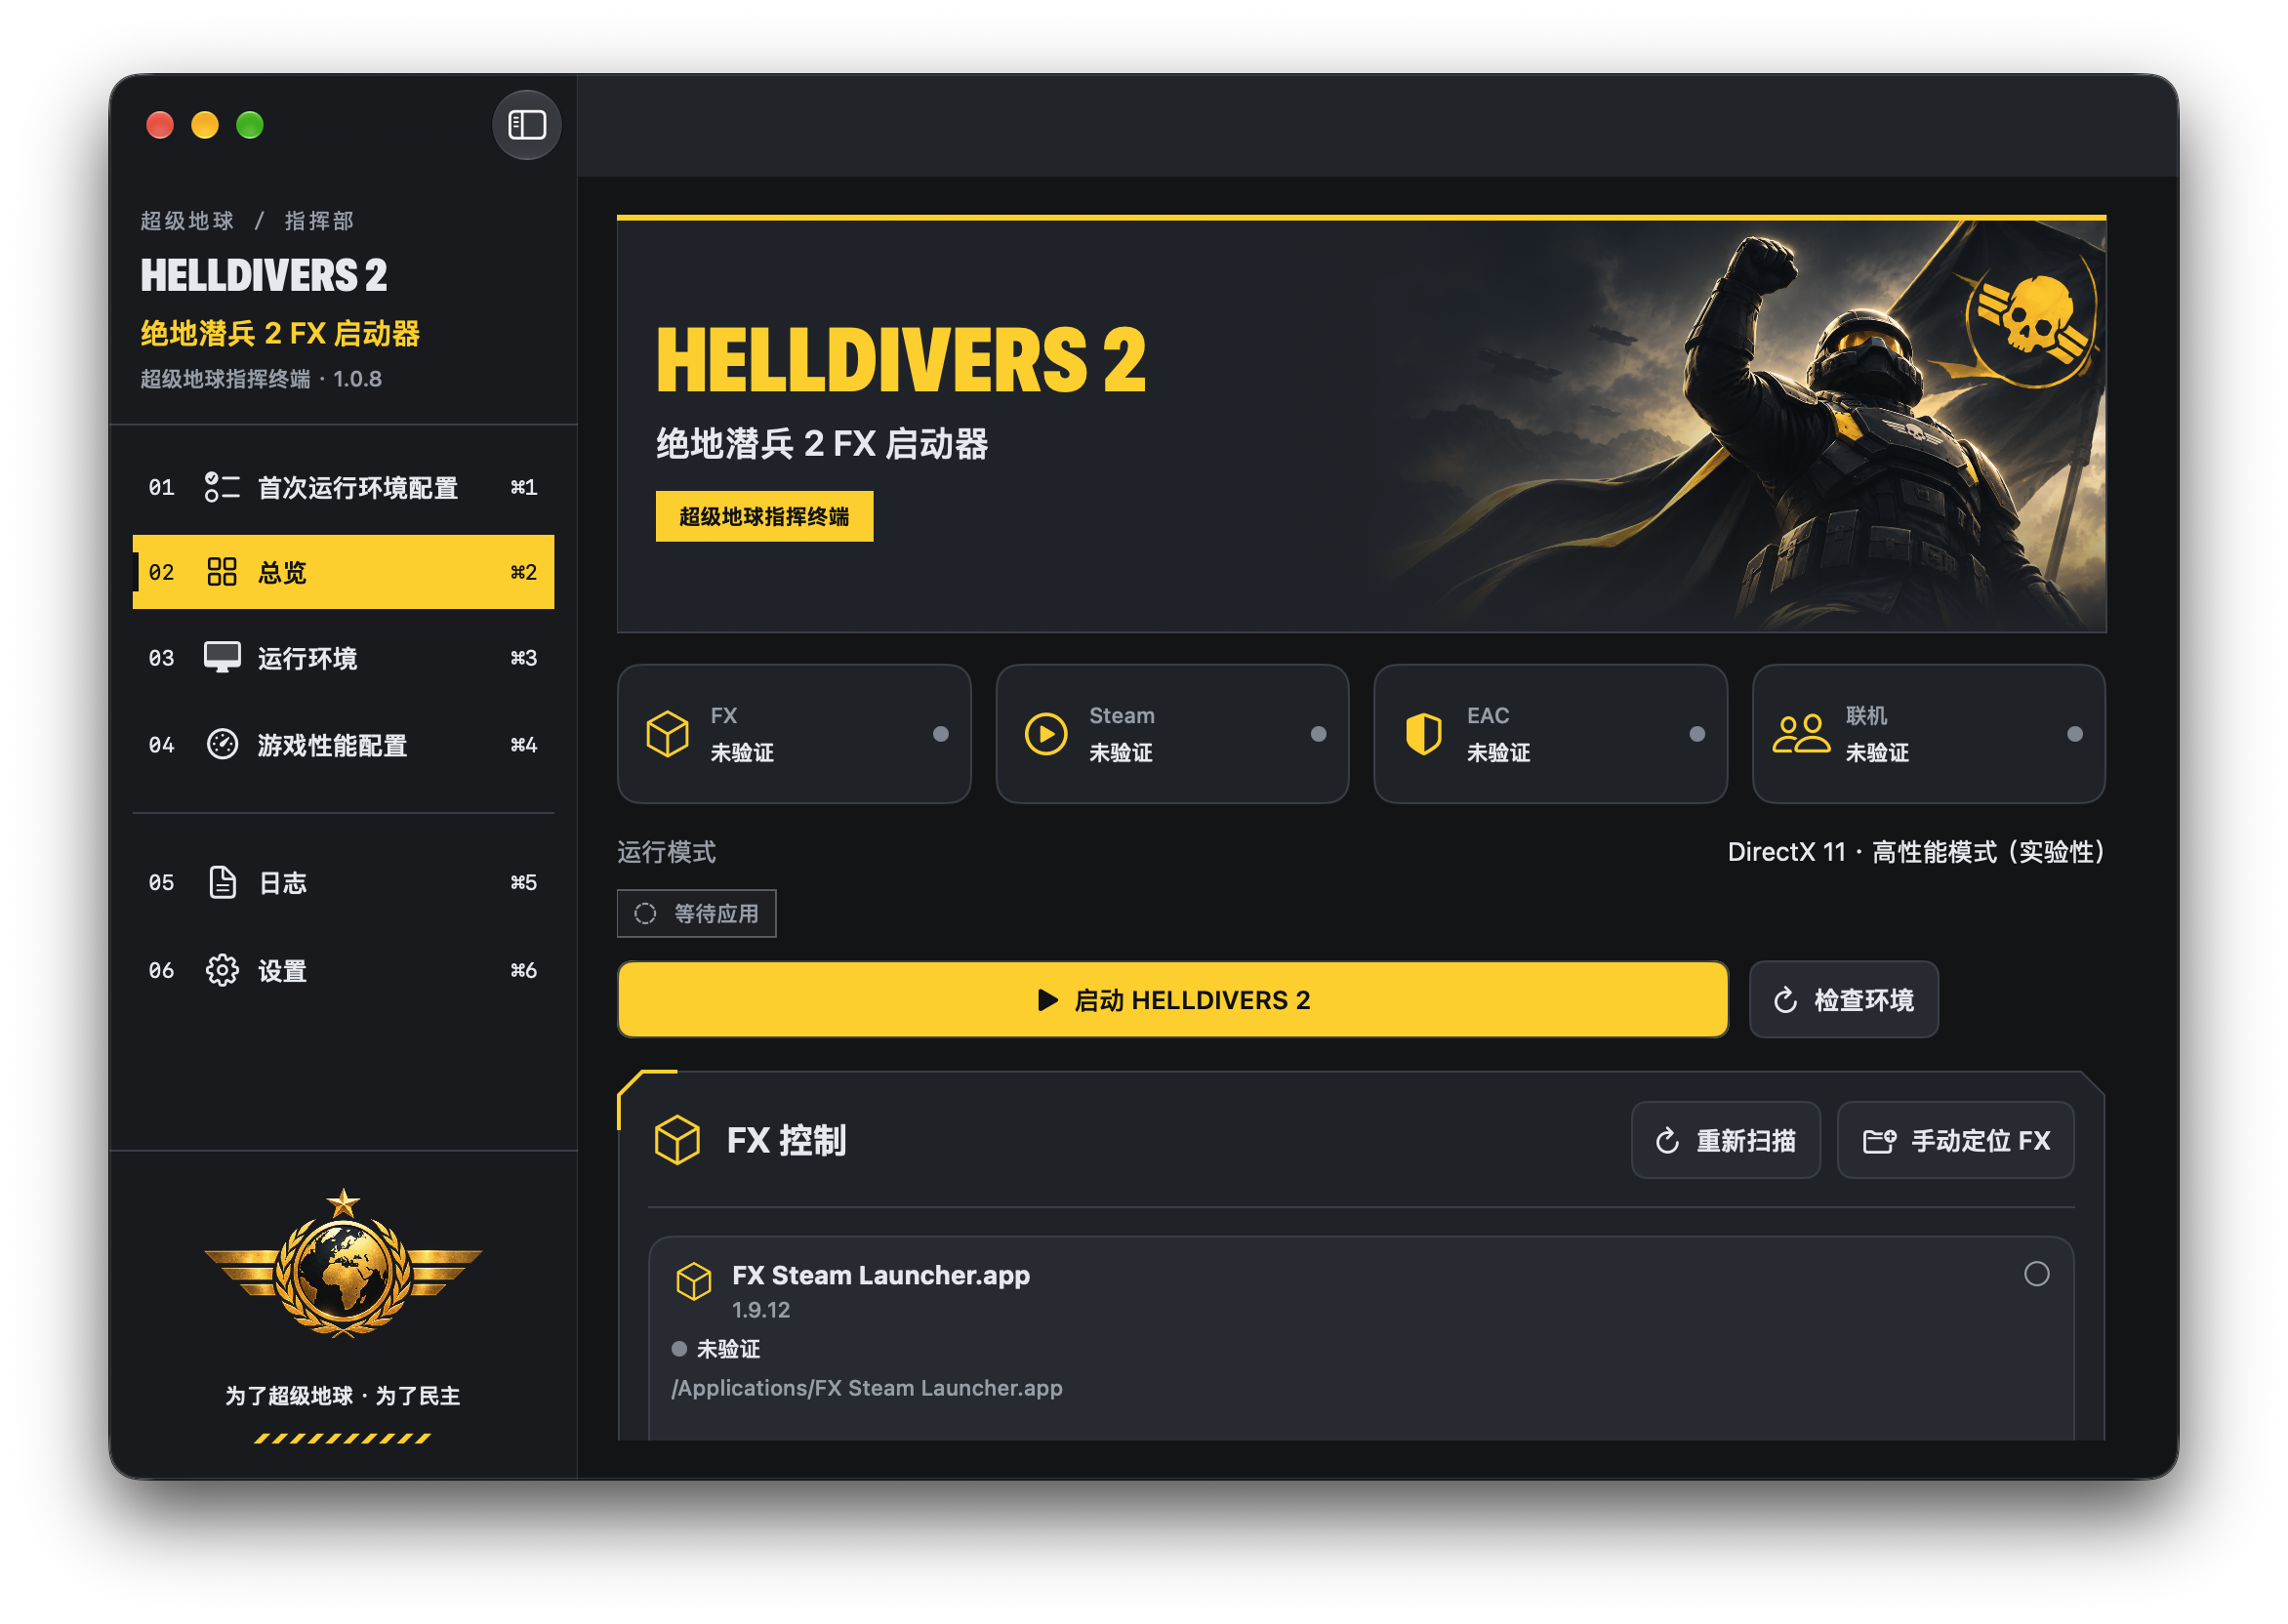 超级地球 / 指挥部
HELLDIVERS 2
绝地潜兵 2 FX 启动器
超级地球指挥终端 · 1.0.8
01 首次运行环境配置 ⌘1
02 总览 ⌘2
03 运行环境 ⌘3
04 游戏性能配置 ⌘4
05 日志 ⌘5
06 设置 ⌘6
为了超级地球 · 为了民主
HELLDIVERS 2
绝地潜兵 2 FX 启动器
超级地球指挥终端
FX
未验证
Steam
未验证
EAC
未验证
联机
未验证
运行模式
DirectX 11 · 高性能模式（实验性）
等待应用
启动 HELLDIVERS 2
检查环境
FX 控制
重新扫描
手动定位 FX
FX Steam Launcher.app
1.9.12
未验证
/Applications/FX Steam Launcher.app